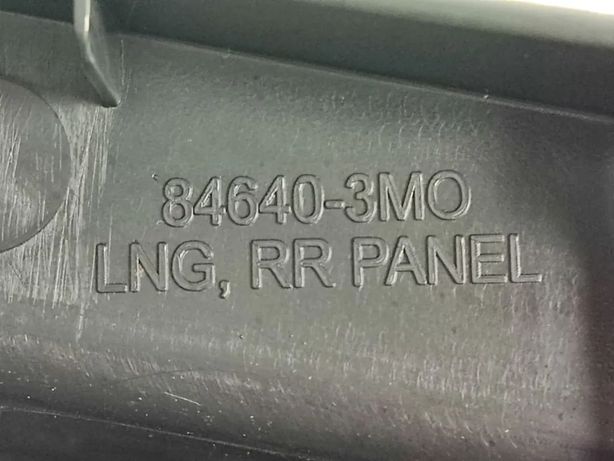 84640-3MO
LNG, RR PANEL